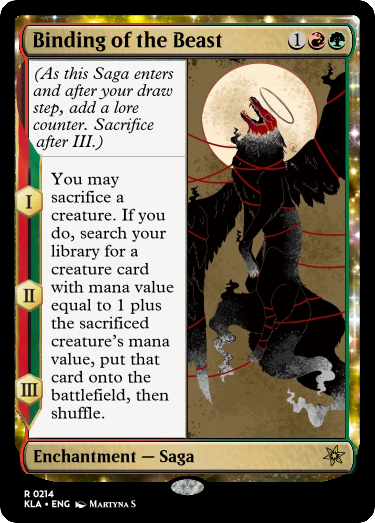 Binding of the Beast 1
(As this Saga enters
and after your draw
step, add a lore
counter. Sacrifice
after III.)
I
II
III
You may
sacrifice a
creature. If you
do, search your
library for a
creature card
with mana value
equal to 1 plus
the sacrificed
creature's mana
value, put that
card onto the
battlefield, then
shuffle.
Enchantment — Saga
R 0214
KLA • ENG Martyna S